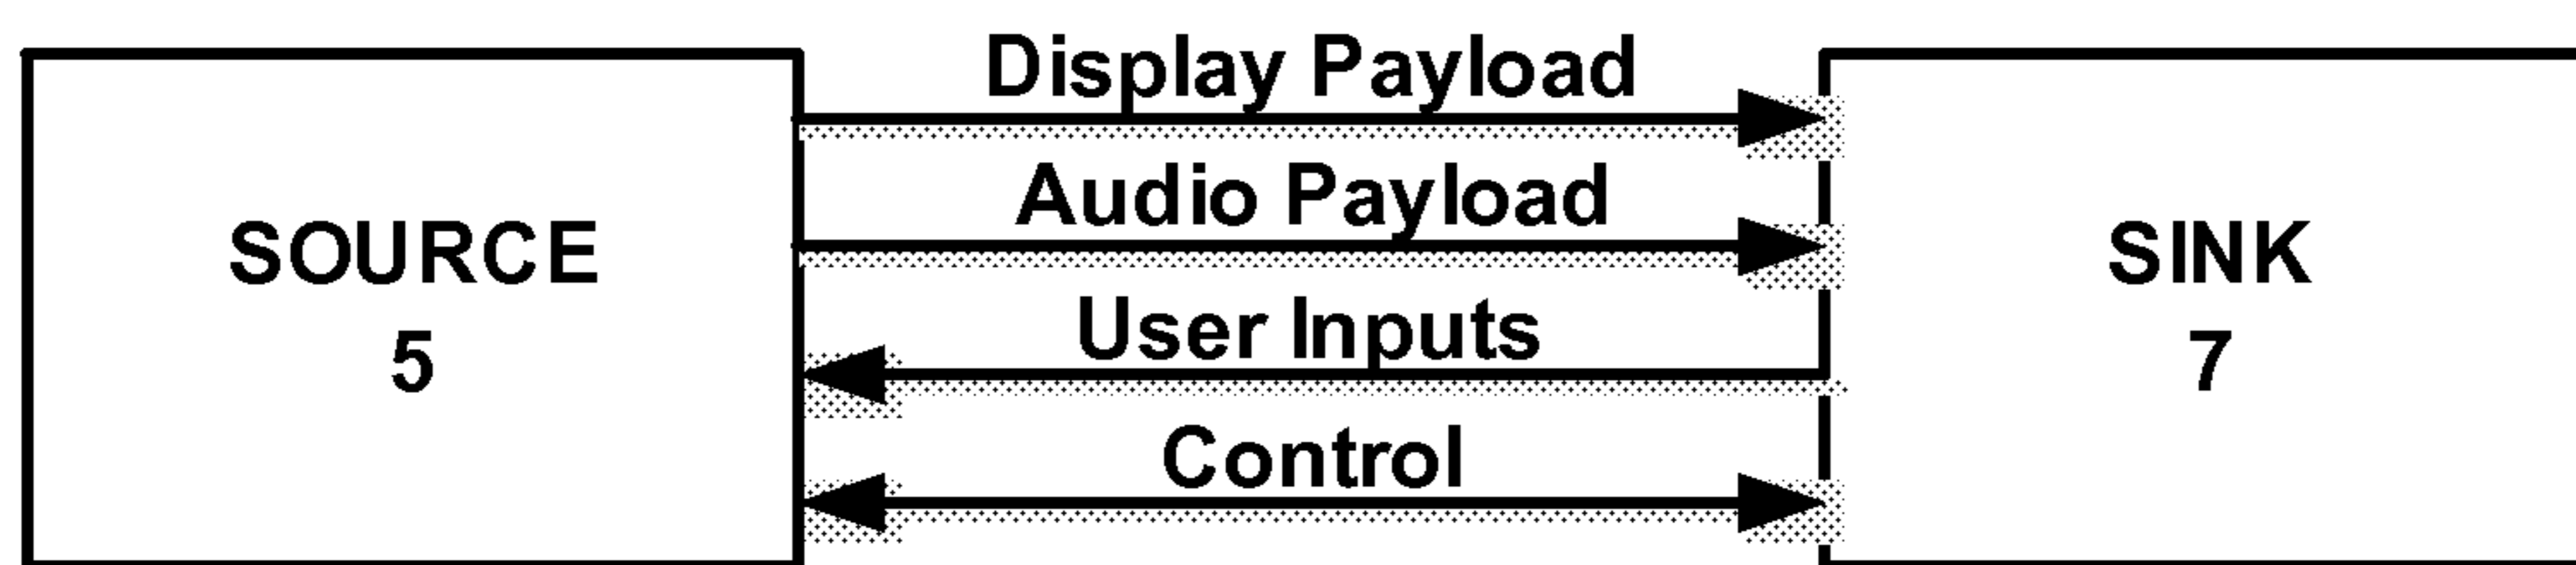 Display Payload
Audio Payload
SOURCE
5
User Inputs
Control
SINK
7